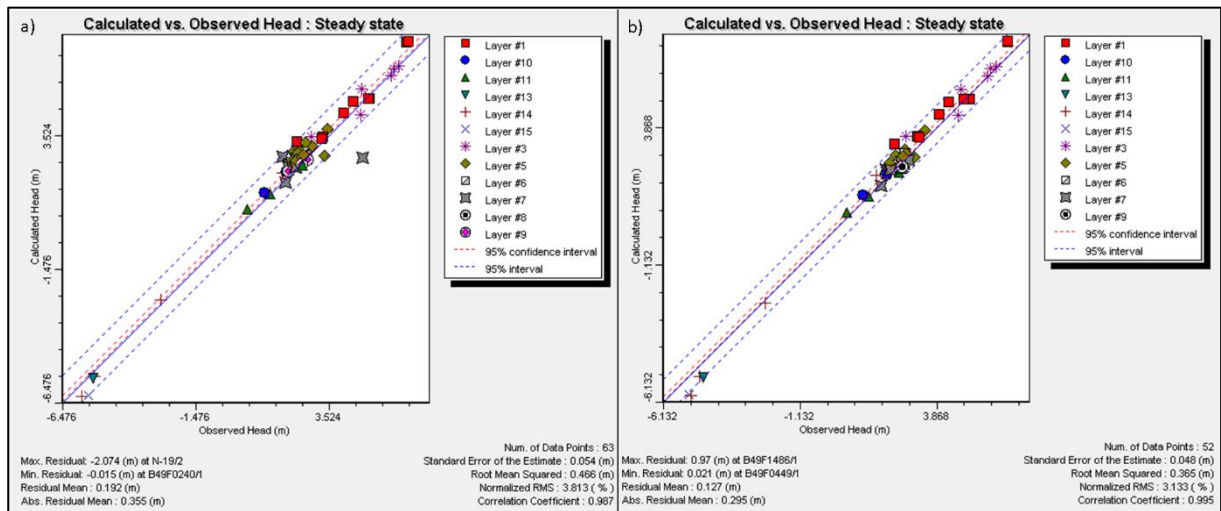 a)
Calculated vs. Observed Head : Steady state
Calculated Head (m)
3.524
-1.476
-6.476
-6.476
-1.476
3.524
Observed Head (m)
Layer #1
Layer #10
Layer #11
Layer #13
Layer #14
Layer #15
Layer #3
Layer #5
Layer #6
Layer #7
Layer #8
Layer #9
95% confidence interval
95% interval
Max. Residual: -2.074 (m) at N-19/2
Min. Residual: -0.015 (m) at B49F0240/1
Residual Mean : 0.192 (m)
Abs. Residual Mean : 0.355 (m)
Num. of Data Points : 63
Standard Error of the Estimate : 0.054 (m)
Root Mean Squared : 0.466 (m)
Normalized RMS : 3.813 ( % )
Correlation Coefficient : 0.987
b)
Calculated vs. Observed Head : Steady state
Calculated Head (m)
3.868
-1.132
-6.132
-6.132
-1.132
3.868
Observed Head (m)
Layer #1
Layer #10
Layer #11
Layer #13
Layer #14
Layer #15
Layer #3
Layer #5
Layer #6
Layer #7
Layer #9
95% confidence interval
95% interval
Max. Residual: 0.97 (m) at B49F1486/1
Min. Residual: 0.021 (m) at B49F0449/1
Residual Mean : 0.127 (m)
Abs. Residual Mean : 0.295 (m)
Num. of Data Points : 52
Standard Error of the Estimate : 0.048 (m)
Root Mean Squared : 0.365 (m)
Normalized RMS : 3.133 ( % )
Correlation Coefficient : 0.995